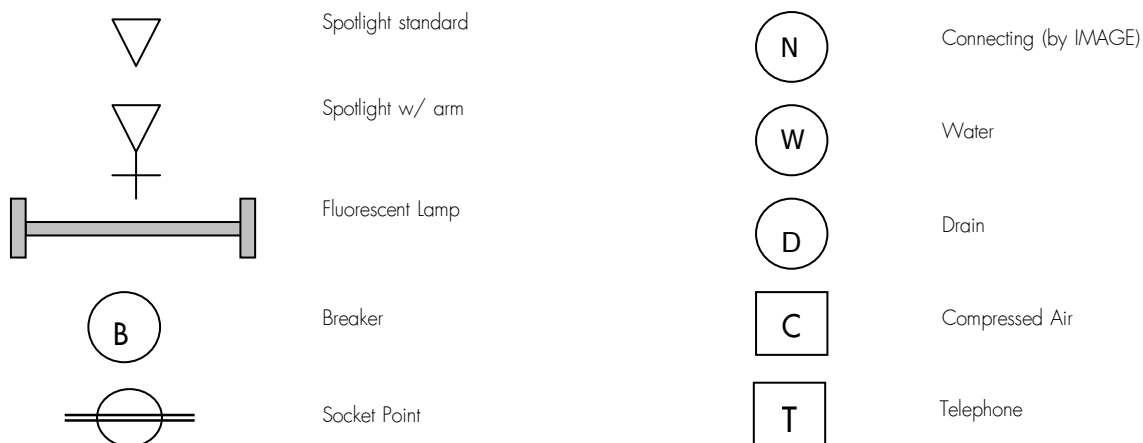 Spotlight standard
Spotlight w/ arm
Fluorescent Lamp
B
Breaker
Socket Point
N
Connecting (by IMAGE)
W
Water
D
Drain
C
Compressed Air
T
Telephone